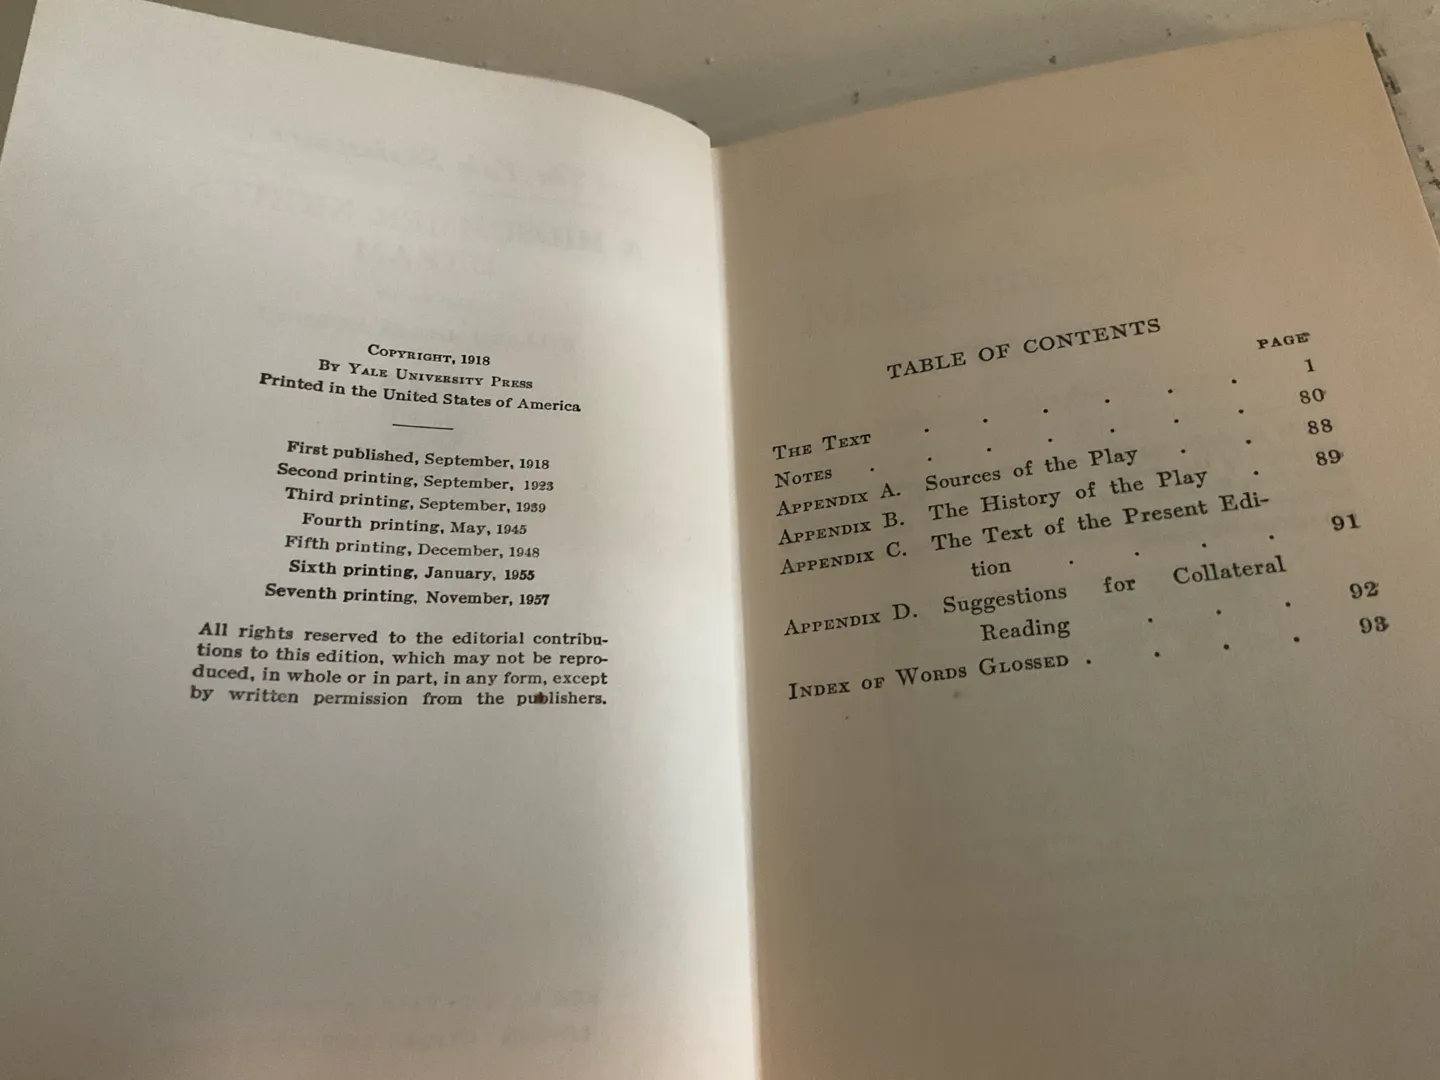 Copyright, 1918
By Yale University Press
Printed in the United States of America
First published, September, 1918
Second printing, September, 1923
Third printing, September, 1939
Fourth printing, May, 1945
Fifth printing, December, 1948
Sixth printing, January, 1955
Seventh printing, November, 1957
All rights reserved to the editorial contribu-
tions to this edition, which may not be repro-
duced, in whole or in part, in any form, except
by written permission from the publishers.
TABLE OF CONTENTS
PAGE
The Text . . . . . . 1
Notes . . . . . . . 80
Appendix A. Sources of the Play . . 88
Appendix B. The History of the Play . 89
Appendix C. The Text of the Present Edi-
tion . . . . 91
Appendix D. Suggestions for Collateral
Reading . . . 92
Index of Words Glossed . . . . 93